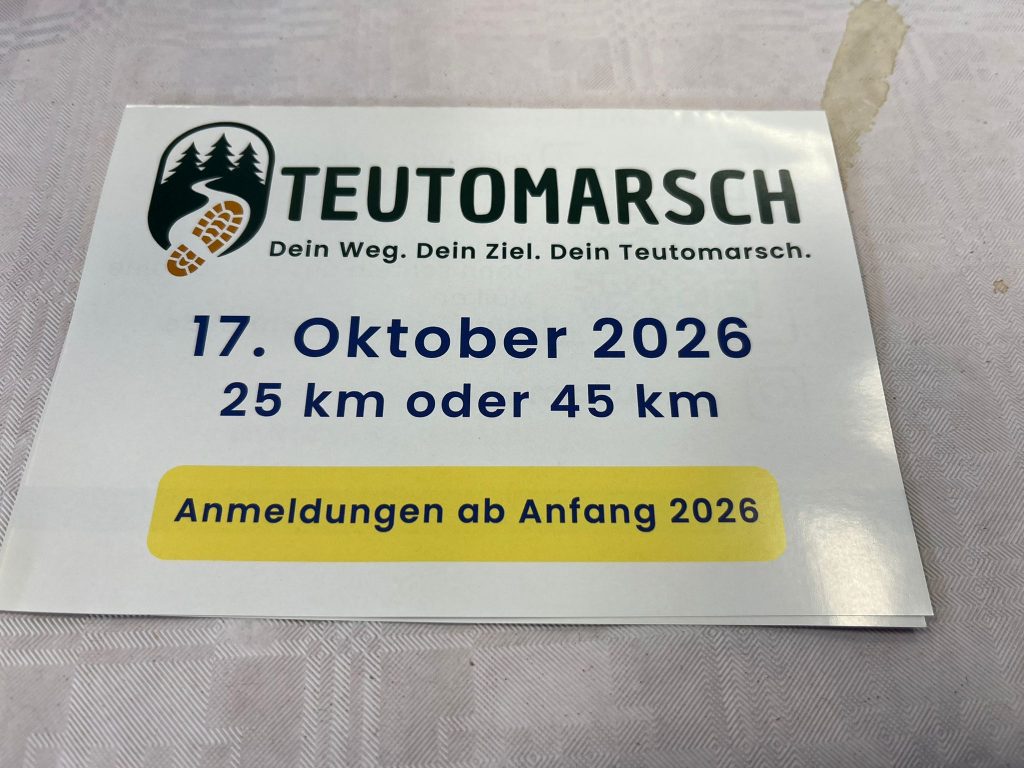 TEUTOMARSCH
Dein Weg. Dein Ziel. Dein Teutomarsch.
17. Oktober 2026
25 km oder 45 km
Anmeldungen ab Anfang 2026